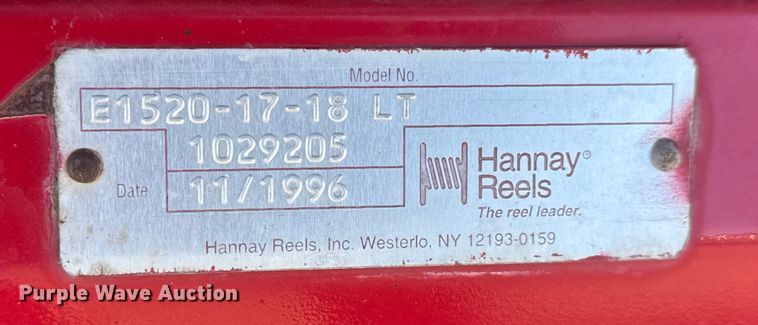 Model No.
E1520-17-18 LT
1029205
Date 11/1996
Hannay®
Reels
The reel leader.
Hannay Reels, Inc. Westerlo, NY 12193-0159
Purple Wave Auction